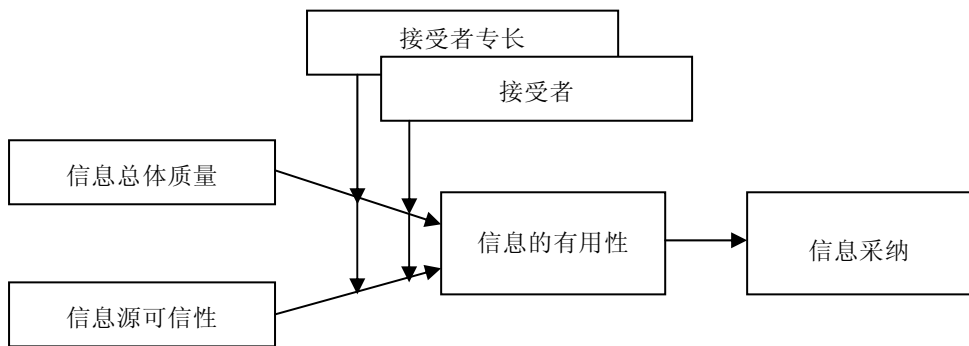 接受者专长
接受者
信息总体质量
信息的有用性
信息采纳
信息源可信性